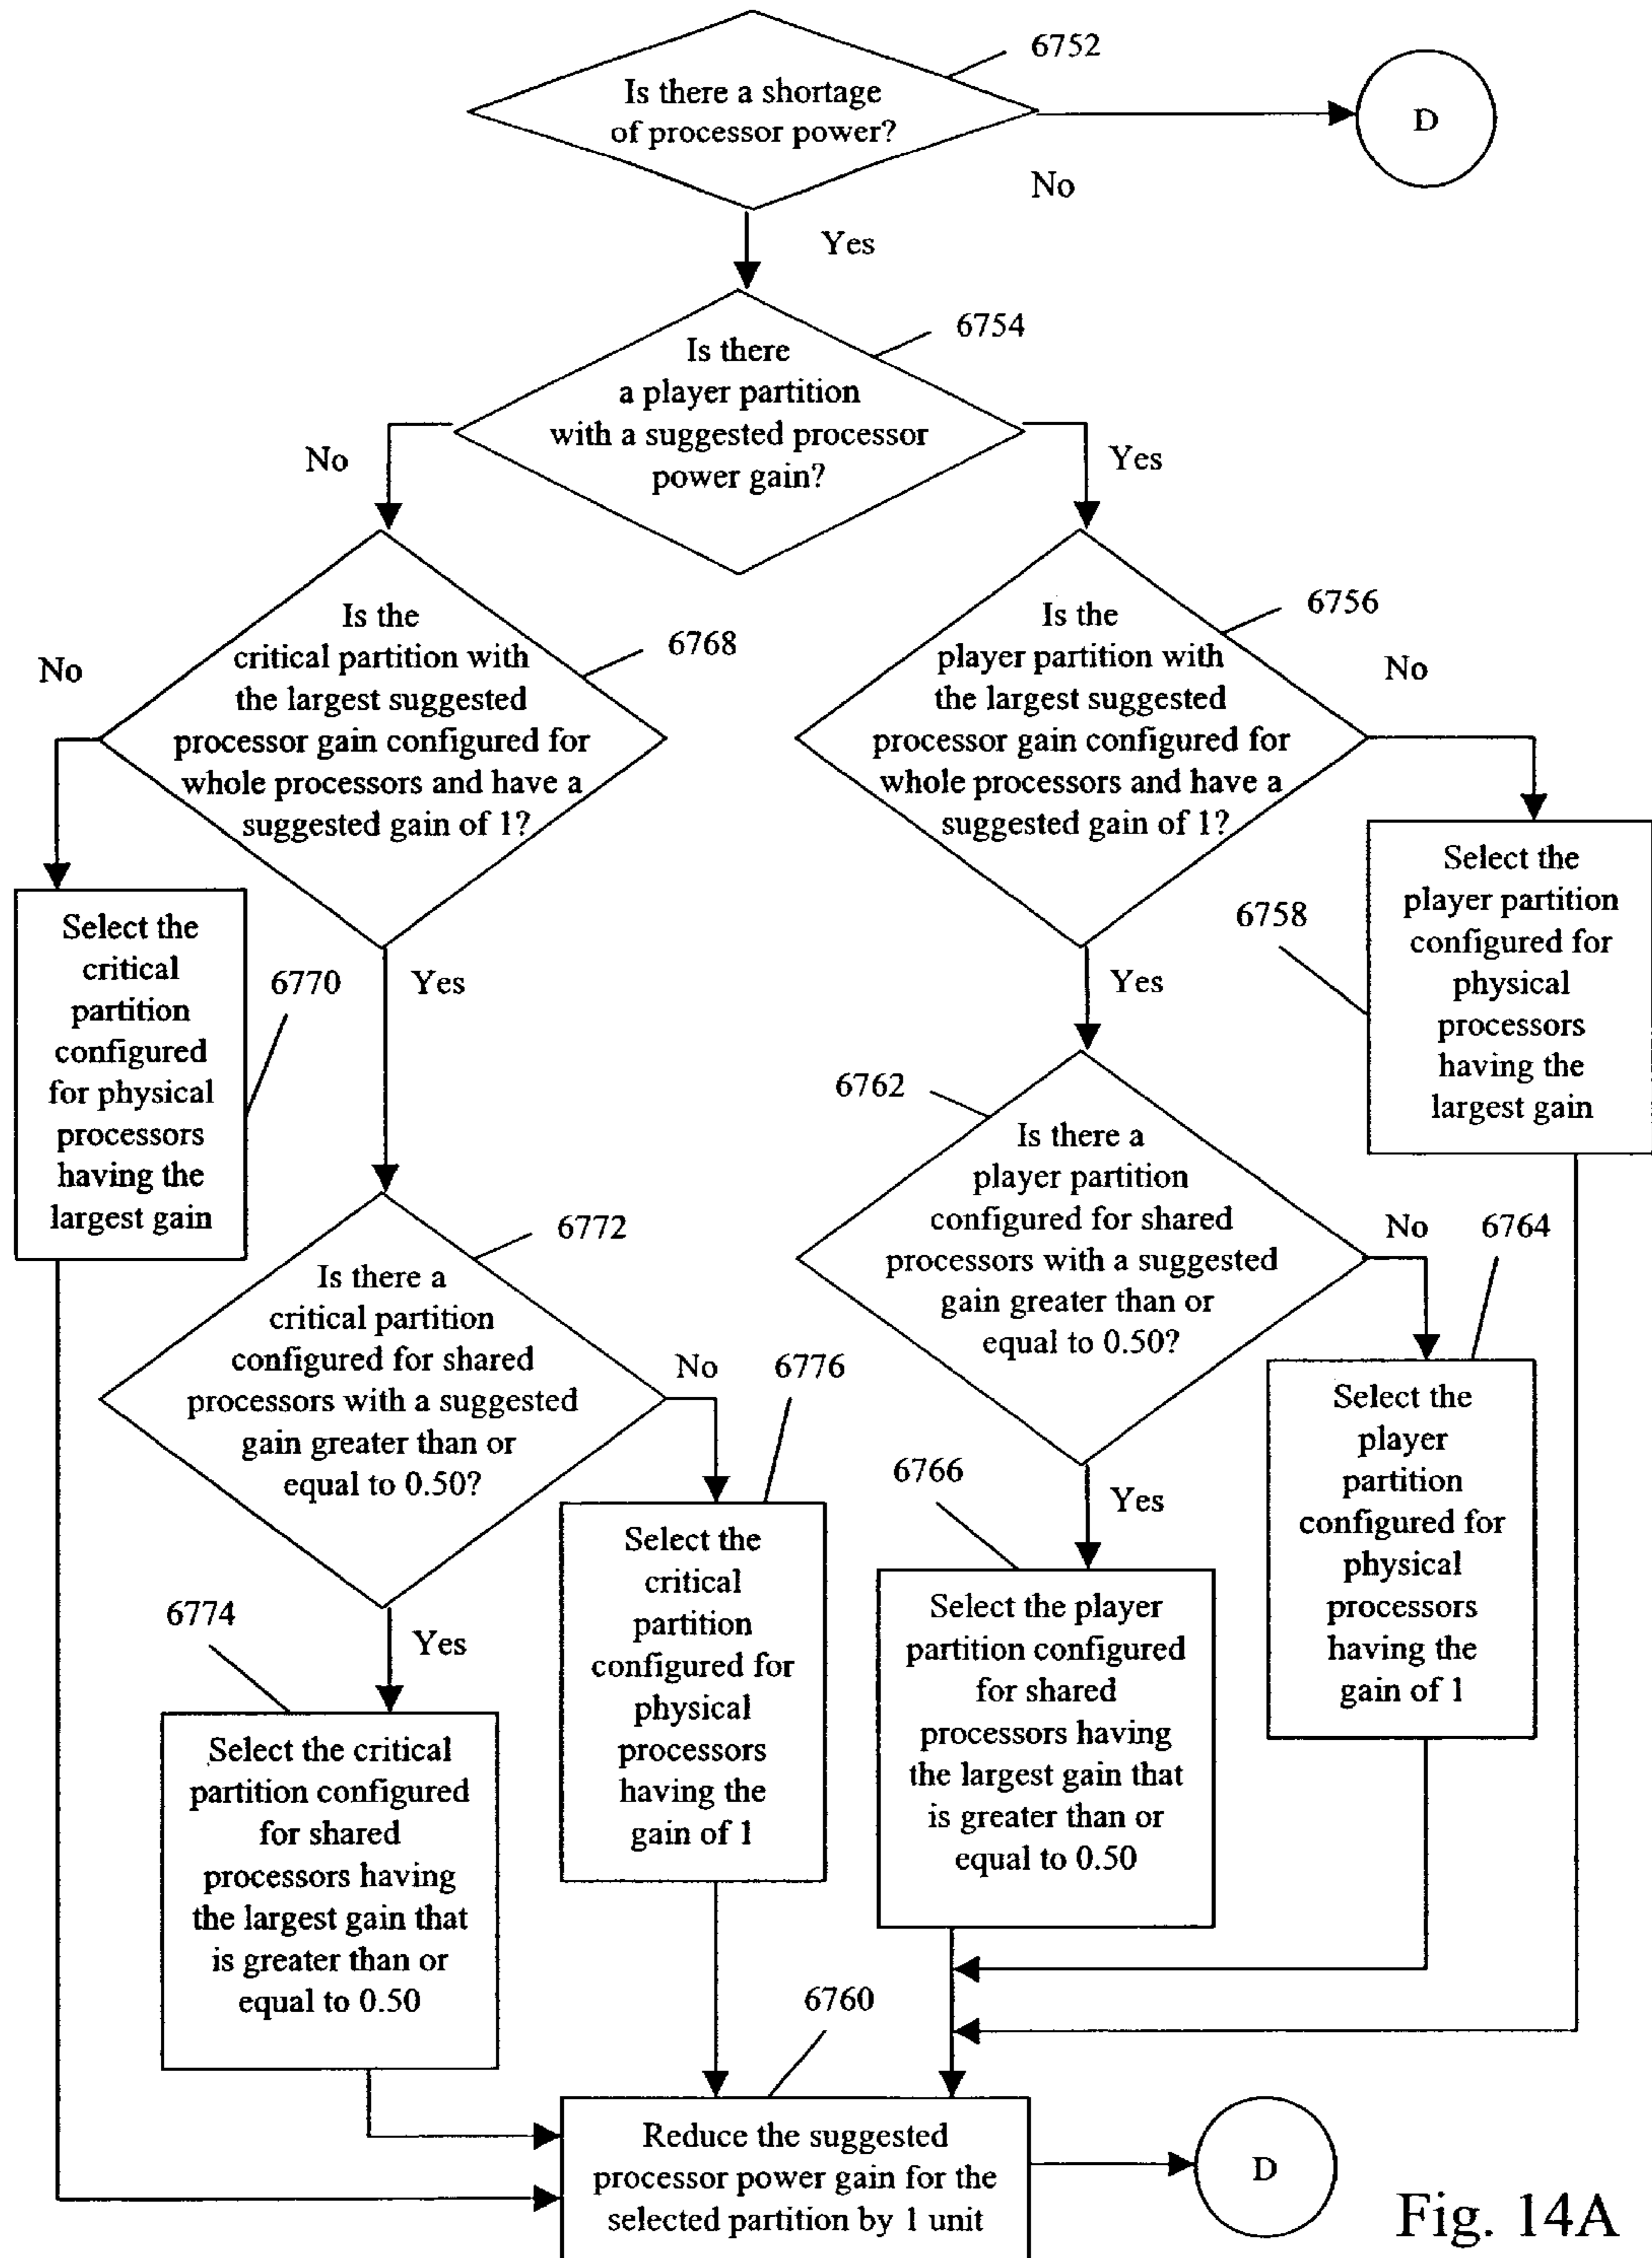 6752
Is there a shortage
of processor power?
D
No
Yes
6754
Is there
a player partition
with a suggested processor
power gain?
No
Yes
6768
Is the
critical partition with
the largest suggested
processor gain configured for
whole processors and have a
suggested gain of 1?
No
6756
Is the
player partition with
the largest suggested
processor gain configured for
whole processors and have a
suggested gain of 1?
No
Select the
critical
partition
configured
for physical
processors
having the
largest gain
6770
Yes
6758
Select the
player partition
configured for
physical
processors
having the
largest gain
Yes
6762
Is there a
player partition
configured for shared
processors with a suggested
gain greater than or
equal to 0.50?
No
6764
6772
Is there a
critical partition
configured for shared
processors with a suggested
gain greater than or
equal to 0.50?
No
6776
Select the
player
partition
configured for
physical
processors
having the
gain of 1
6766
Yes
Select the
critical
partition
configured for
physical
processors
having the
gain of 1
Select the player
partition configured
for shared
processors having
the largest gain that
is greater than or
equal to 0.50
6774
Yes
Select the critical
partition configured
for shared
processors having
the largest gain that
is greater than or
equal to 0.50
6760
Reduce the suggested
processor power gain for the
selected partition by 1 unit
D
Fig. 14A